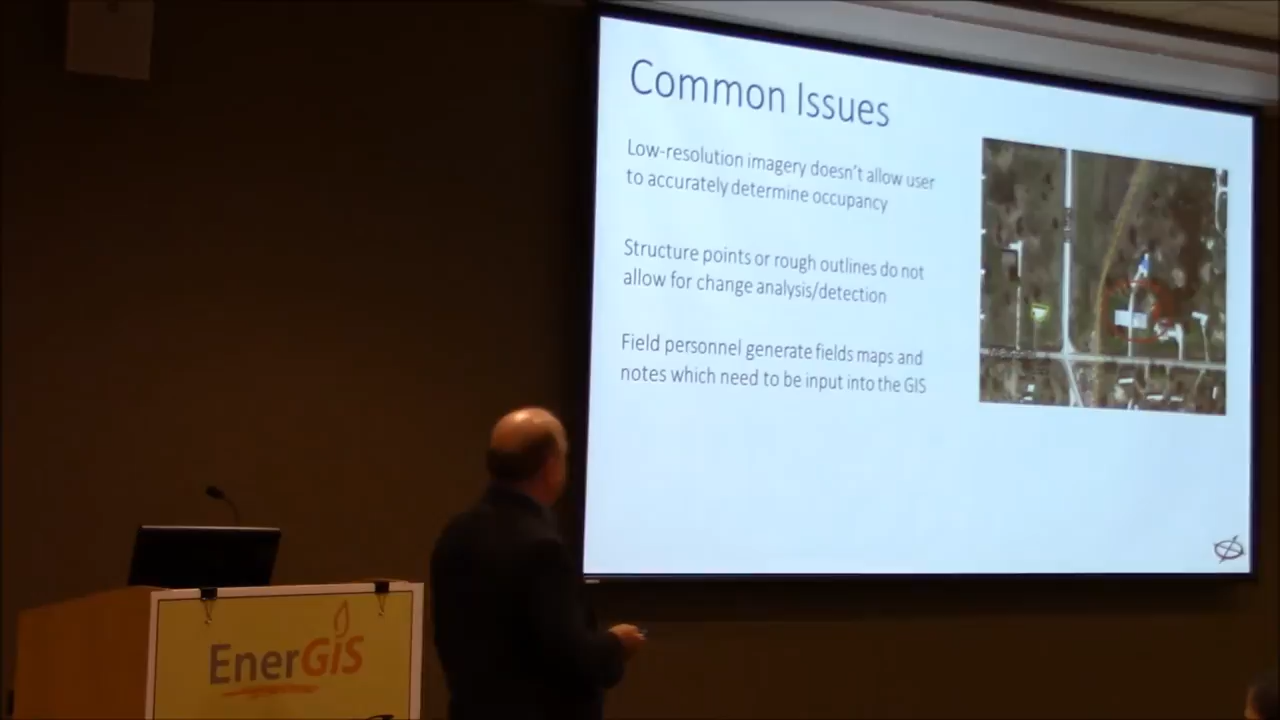 Common Issues
Low-resolution imagery doesn't allow user
to accurately determine occupancy
Structure points or rough outlines do not
allow for change analysis/detection
Field personnel generate fields maps and
notes which need to be input into the GIS
EnerGIS